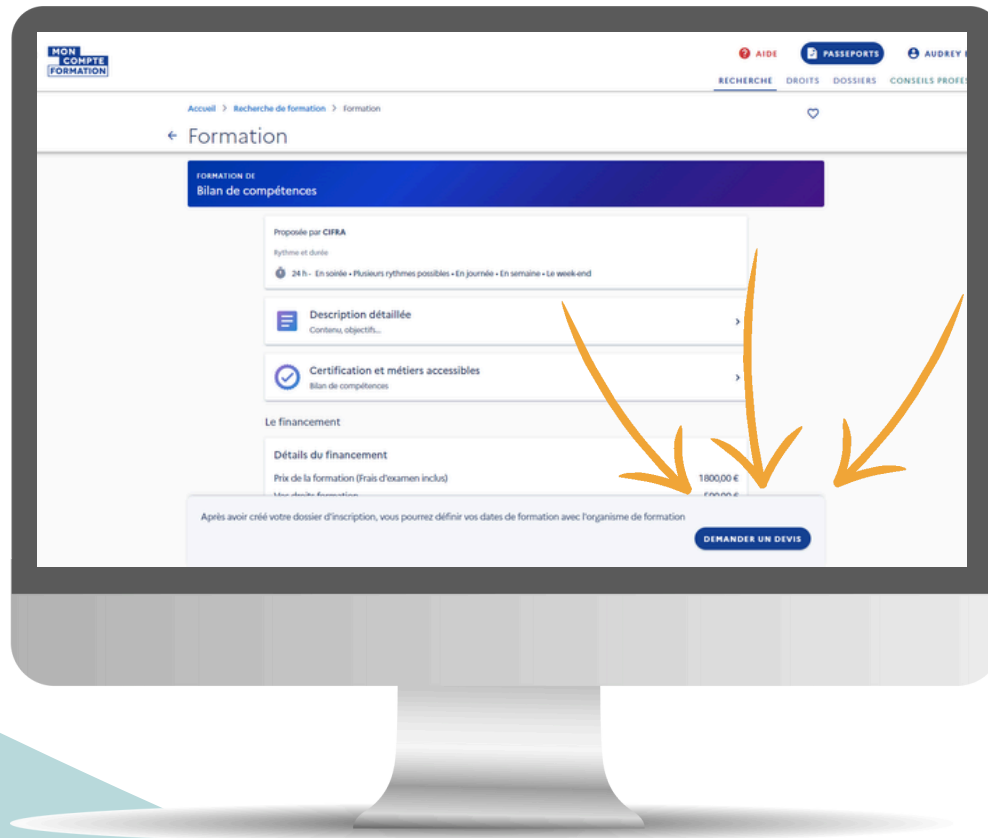 MON
COMPTE
FORMATION
AIDE
PASSEPORTS
AUDREY
RECHERCHE
DROITS
DOSSIERS
CONSEILS
Accueil > Recherche de formation > Formation
← Formation
FORMATION DE
Bilan de compétences
Proposée par CIFRA
Rythme et durée
24 h - En soirée • Plusieurs rythmes possibles • En journée • En semaine • Le week-end
Description détaillée
Contenu, objectifs...
Certification et métiers accessibles
Bilan de compétences
Le financement
Détails du financement
Prix de la formation (Frais d'examen inclus) 1800,00 €
Vos droits formation
Après avoir créé votre dossier d'inscription, vous pourrez définir vos dates de formation avec l'organisme de formation
DEMANDER UN DEVIS